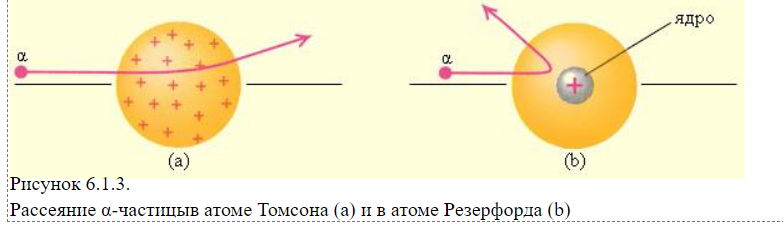 ядро
α
α
(a)
(b)
Рисунок 6.1.3.
Рассеяние α-частицыв атоме Томсона (a) и в атоме Резерфорда (b)